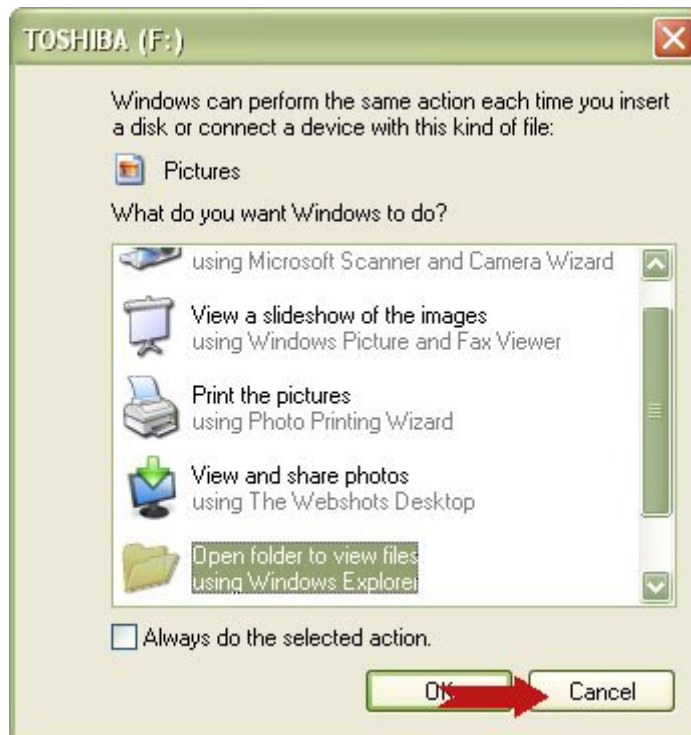 TOSHIBA (F:)
Windows can perform the same action each time you insert
a disk or connect a device with this kind of file:
Pictures
What do you want Windows to do?
using Microsoft Scanner and Camera Wizard
View a slideshow of the images
using Windows Picture and Fax Viewer
Print the pictures
using Photo Printing Wizard
View and share photos
using The Webshots Desktop
Open folder to view files
using Windows Explorer
Always do the selected action.
OK
Cancel